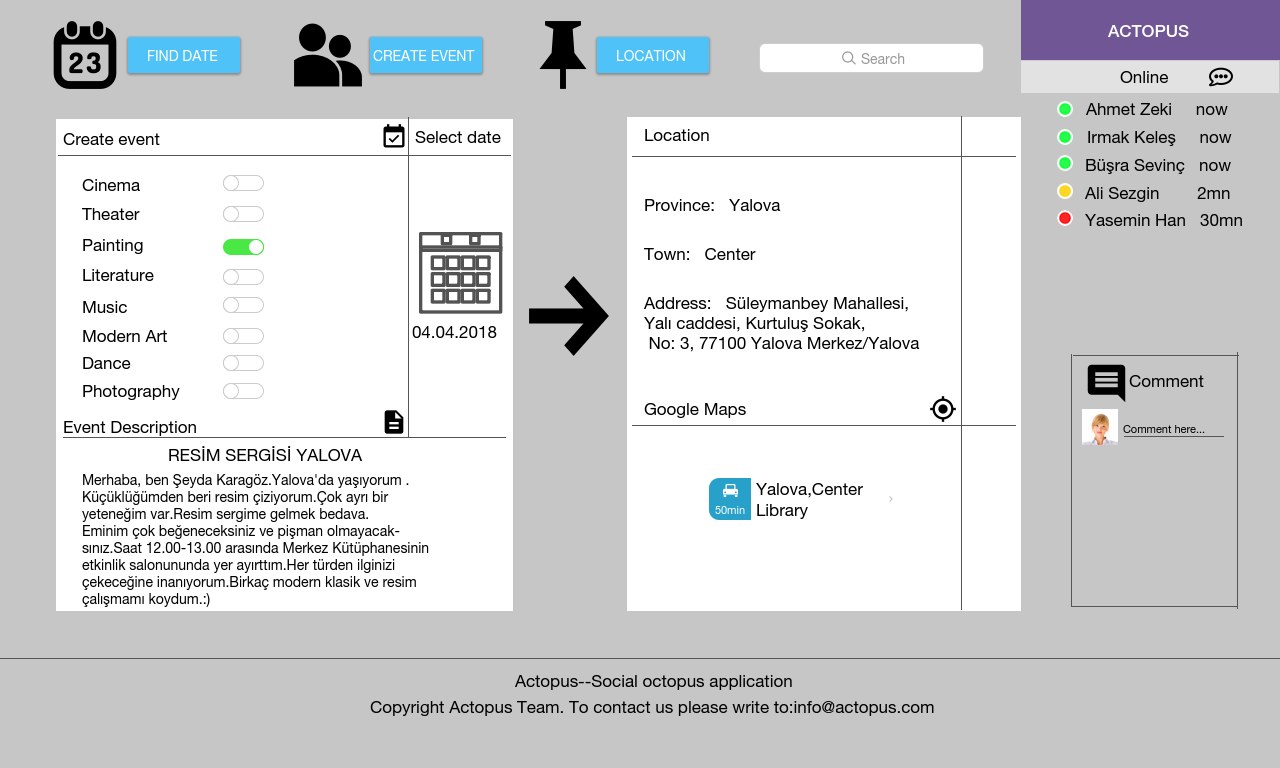 23
FIND DATE
CREATE EVENT
LOCATION
Search
ACTOPUS
Online
Ahmet Zeki now
Irmak Keleş now
Büşra Sevinç now
Ali Sezgin 2mn
Yasemin Han 30mn
Create event
Select date
Cinema
Theater
Painting
Literature
Music
Modern Art
Dance
Photography
04.04.2018
Event Description
RESİM SERGİSİ YALOVA
Merhaba, ben Şeyda Karagöz.Yalova'da yaşıyorum .
Küçüklüğümden beri resim çiziyorum.Çok ayrı bir
yeteneğim var.Resim sergime gelmek bedava.
Eminim çok beğeneceksiniz ve pişman olmayacak-
sınız.Saat 12.00-13.00 arasında Merkez Kütüphanesinin
etkinlik salonununda yer ayırttım.Her türden ilginizi
çekeceğine inanıyorum.Birkaç modern klasik ve resim
çalışmamı koydum.:)
Location
Province: Yalova
Town: Center
Address: Süleymanbey Mahallesi,
Yalı caddesi, Kurtuluş Sokak,
No: 3, 77100 Yalova Merkez/Yalova
Google Maps
50min
Yalova,Center
Library
Comment
Comment here...
Actopus--Social octopus application
Copyright Actopus Team. To contact us please write to:info@actopus.com